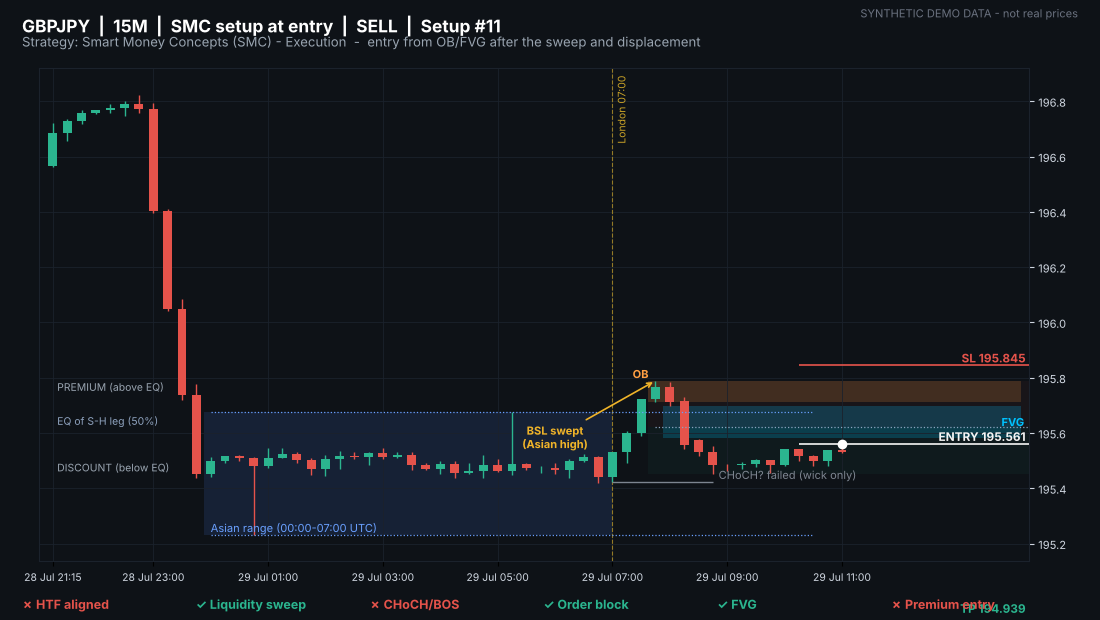 SYNTHETIC DEMO DATA - not real prices
GBPJPY | 15M | SMC setup at entry | SELL | Setup #11
Strategy: Smart Money Concepts (SMC) - Execution - entry from OB/FVG after the sweep and displacement
London 07:00
196.8
196.6
196.4
196.2
196.0
195.8
195.6
195.4
195.2
SL 195.845
OB
PREMIUM (above EQ)
EQ of S-H leg (50%)
DISCOUNT (below EQ)
BSL swept
(Asian high)
FVG
ENTRY 195.561
CHoCH? failed (wick only)
Asian range (00:00-07:00 UTC)
28 Jul 21:15
28 Jul 23:00
29 Jul 01:00
29 Jul 03:00
29 Jul 05:00
29 Jul 07:00
29 Jul 09:00
29 Jul 11:00
× HTF aligned
✓ Liquidity sweep
× CHoCH/BOS
✓ Order block
✓ FVG
× Premium entry
TP 194.939